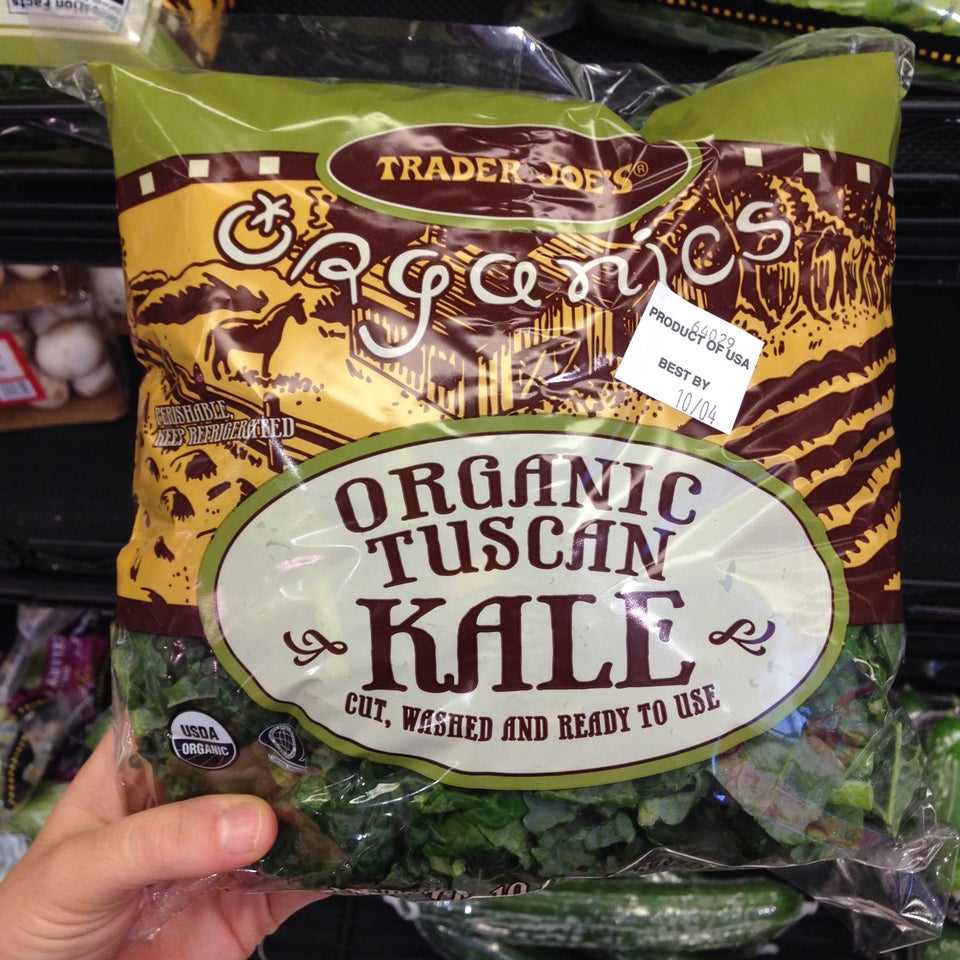 TRADER JOE'S®
Organics
64029
PRODUCT OF USA
BEST BY
10/04
PERISHABLE,
KEEP REFRIGERATED
ORGANIC
TUSCAN
KALE
CUT, WASHED AND READY TO USE
USDA
ORGANIC